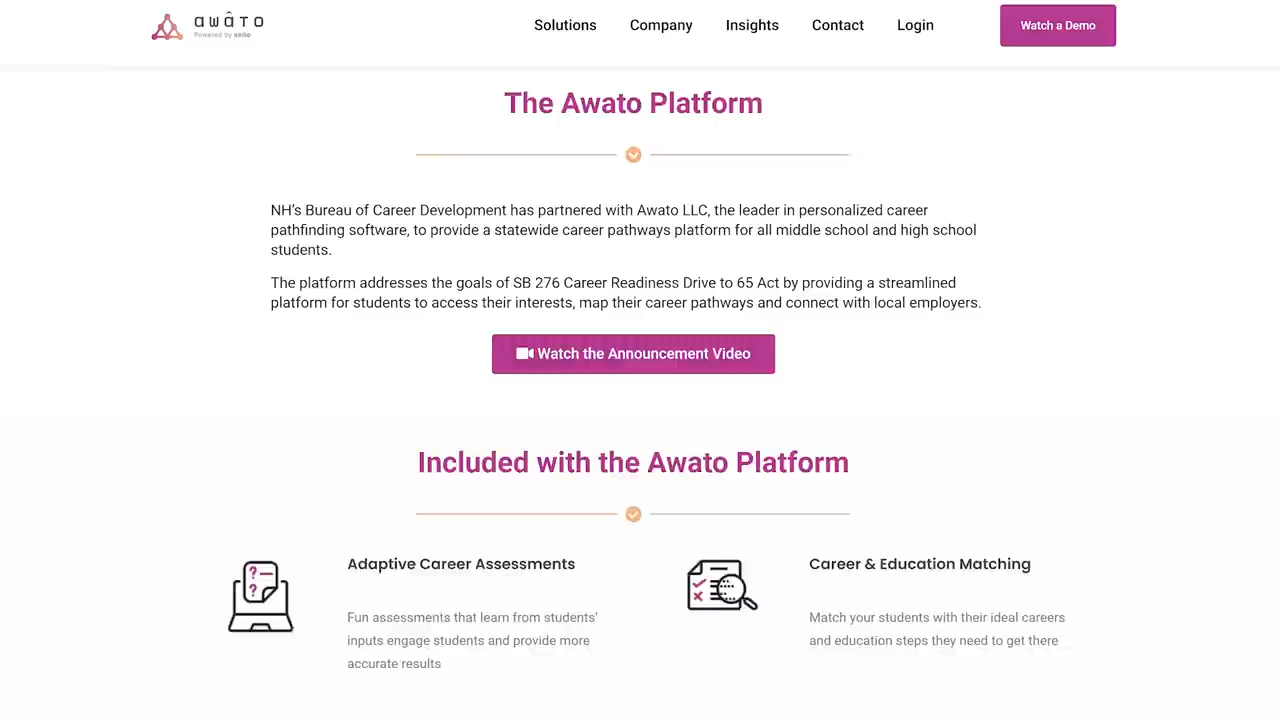 awâto
Powered by xello
Solutions
Company
Insights
Contact
Login
Watch a Demo
The Awato Platform
NH's Bureau of Career Development has partnered with Awato LLC, the leader in personalized career
pathfinding software, to provide a statewide career pathways platform for all middle school and high school
students.
The platform addresses the goals of SB 276 Career Readiness Drive to 65 Act by providing a streamlined
platform for students to access their interests, map their career pathways and connect with local employers.
Watch the Announcement Video
Included with the Awato Platform
Adaptive Career Assessments
Fun assessments that learn from students'
inputs engage students and provide more
accurate results
Career & Education Matching
Match your students with their ideal careers
and education steps they need to get there